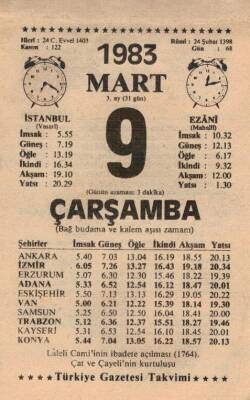 Hicrî : 24 C. Evvel 1403
Kasım : 122
1983
Rûmî : 24 Şubat 1398
Gün : 68
MART
3. ay (31 gün)
9
İSTANBUL
(Vasatî)
İmsak : 5.55
Güneş : 7.19
Öğle : 13.19
İkindi : 16.34
Akşam : 19.10
Yatsı : 20.29
EZÂNİ
(Mahallî)
İmsak : 10.32
Güneş : 12.13
Öğle : 6.17
İkindi : 9.32
Akşam : 12.00
Yatsı : 1.30
(Günün uzaması: 3 dakika)
ÇARŞAMBA
(Bağ budama ve kalem aşısı zamanı)
Şehirler İmsak Güneş Öğle İkindi Akşam Yatsı
ANKARA 5.40 7.03 13.04 16.19 18.55 20.13
İZMİR 6.05 7.26 13.27 16.43 19.18 20.34
ERZURUM 5.07 6.30 12.30 15.46 18.22 19.39
ADANA 5.33 6.52 12.54 16.12 18.47 20.01
ESKİŞEHİR 5.50 7.13 13.13 16.29 19.05 20.22
VAN 5.00 6.21 12.22 15.39 18.14 19.30
SAMSUN 5.25 6.50 12.50 16.04 18.41 20.00
TRABZON 5.12 6.36 12.37 15.51 18.27 19.46
KAYSERİ 5.31 6.53 12.54 16.10 18.45 20.01
KONYA 5.44 7.04 13.05 16.22 18.57 20.13
Lâleli Cami'inin ibadete açılması (1764).
Çat ve Çayeli'nin kurtuluşu
Türkiye Gazetesi Takvimi